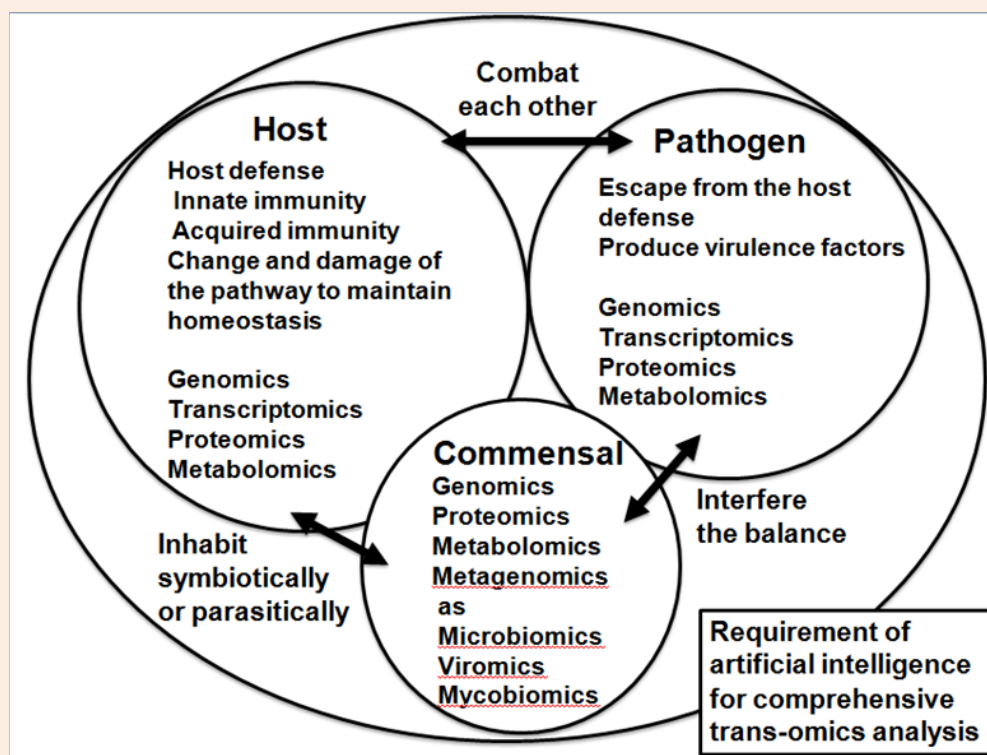 Combat
each other
Host
Host defense
Innate immunity
Acquired immunity
Change and damage of
the pathway to maintain
homeostasis
Genomics
Transcriptomics
Proteomics
Metabolomics
Pathogen
Escape from the host
defense
Produce virulence factors
Genomics
Transcriptomics
Proteomics
Metabolomics
Commensal
Genomics
Proteomics
Metabolomics
Metagenomics
as
Microbiomics
Viromics
Mycobiomics
Inhabit
symbiotically
or parasitically
Interfere
the balance
Requirement of
artificial intelligence
for comprehensive
trans-omics analysis